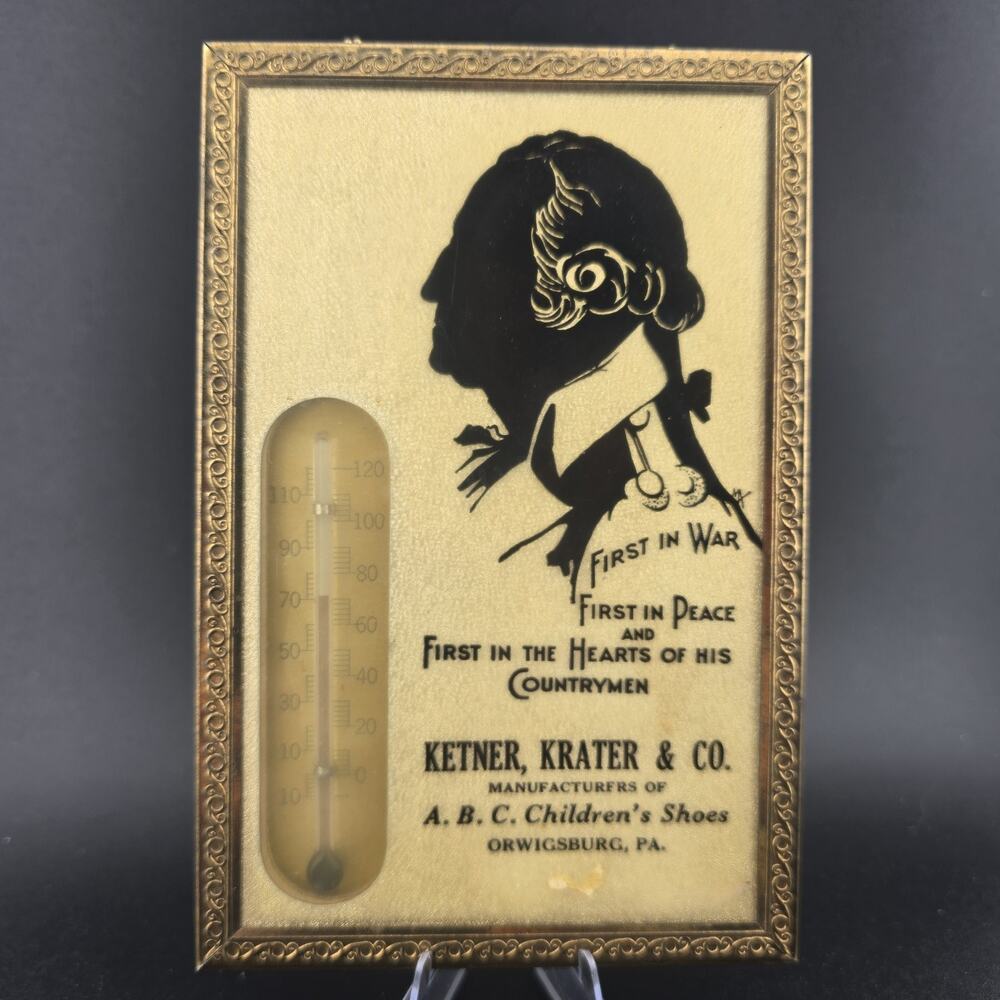 FIRST IN WAR
FIRST IN PEACE
AND
FIRST IN THE HEARTS OF HIS
COUNTRYMEN
KETNER, KRATER & CO.
MANUFACTURERS OF
A. B. C. Children's Shoes
ORWIGSBURG, PA.
120
110
100
90
80
70
60
50
40
30
20
10
0
10